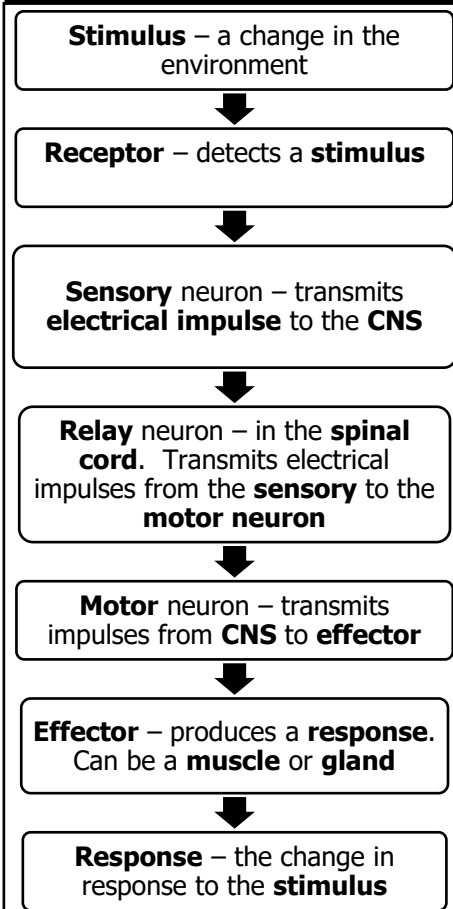 Stimulus – a change in the
environment
Receptor – detects a stimulus
Sensory neuron – transmits
electrical impulse to the CNS
Relay neuron – in the spinal
cord.  Transmits electrical
impulses from the sensory to the
motor neuron
Motor neuron – transmits
impulses from CNS to effector
Effector – produces a response.
Can be a muscle or gland
Response – the change in
response to the stimulus